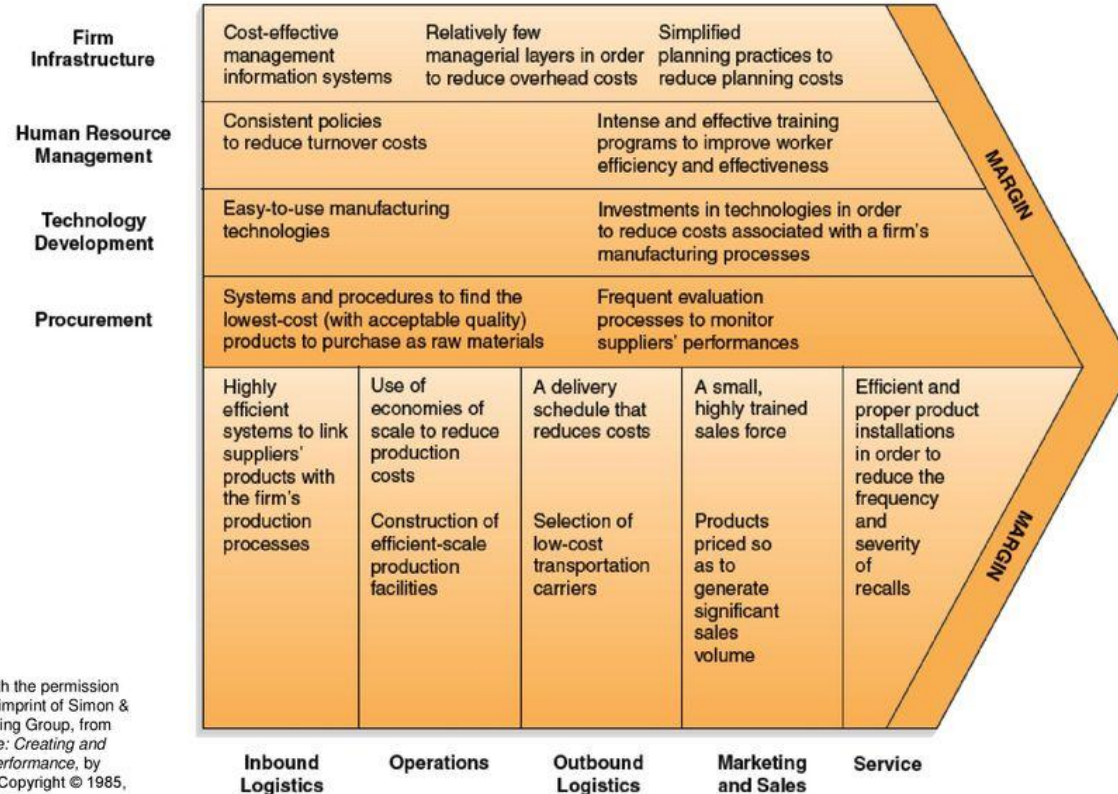 Firm
Infrastructure
Cost-effective
management
information systems
Relatively few
managerial layers in order
to reduce overhead costs
Simplified
planning practices to
reduce planning costs
Human Resource
Management
Consistent policies
to reduce turnover costs
Intense and effective training
programs to improve worker
efficiency and effectiveness
Technology
Development
Easy-to-use manufacturing
technologies
Investments in technologies in order
to reduce costs associated with a firm's
manufacturing processes
Procurement
Systems and procedures to find the
lowest-cost (with acceptable quality)
products to purchase as raw materials
Frequent evaluation
processes to monitor
suppliers' performances
MARGIN
Highly
efficient
systems to link
suppliers'
products with
the firm's
production
processes
Use of
economies of
scale to reduce
production
costs
Construction of
efficient-scale
production
facilities
A delivery
schedule that
reduces costs
Selection of
low-cost
transportation
carriers
A small,
highly trained
sales force
Products
priced so
as to
generate
significant
sales
volume
Efficient and
proper product
installations
in order to
reduce the
frequency
and
severity
of
recalls
MARGIN
Inbound
Logistics
Operations
Outbound
Logistics
Marketing
and Sales
Service
the permission
imprint of Simon &
Group, from
Creating and
by
Copyright © 1985,